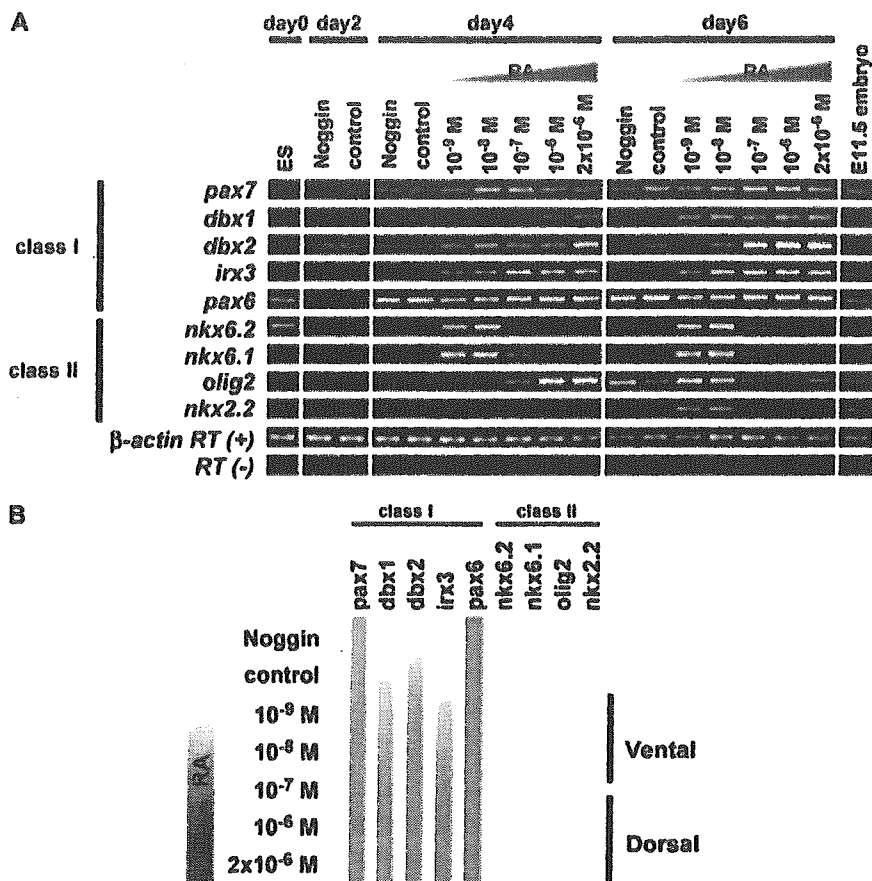 A
day0 day2 day4 day6
RA RA
ES Noggin control Noggin control 10⁻⁹ M 10⁻⁸ M 10⁻⁷ M 10⁻⁶ M 2x10⁻⁶ M Noggin control 10⁻⁹ M 10⁻⁸ M 10⁻⁷ M 10⁻⁶ M 2x10⁻⁶ M E11.5 embryo
class I
pax7
dbx1
dbx2
irx3
pax6
class II
nkx6.2
nkx6.1
olig2
nkx2.2
β-actin RT (+)
RT (-)
B
class I class II
pax7 dbx1 dbx2 irx3 pax6 nkx6.2 nkx6.1 olig2 nkx2.2
Noggin
control
10⁻⁹ M
10⁻⁸ M
10⁻⁷ M
10⁻⁶ M
2x10⁻⁶ M
RA
Vental
Dorsal